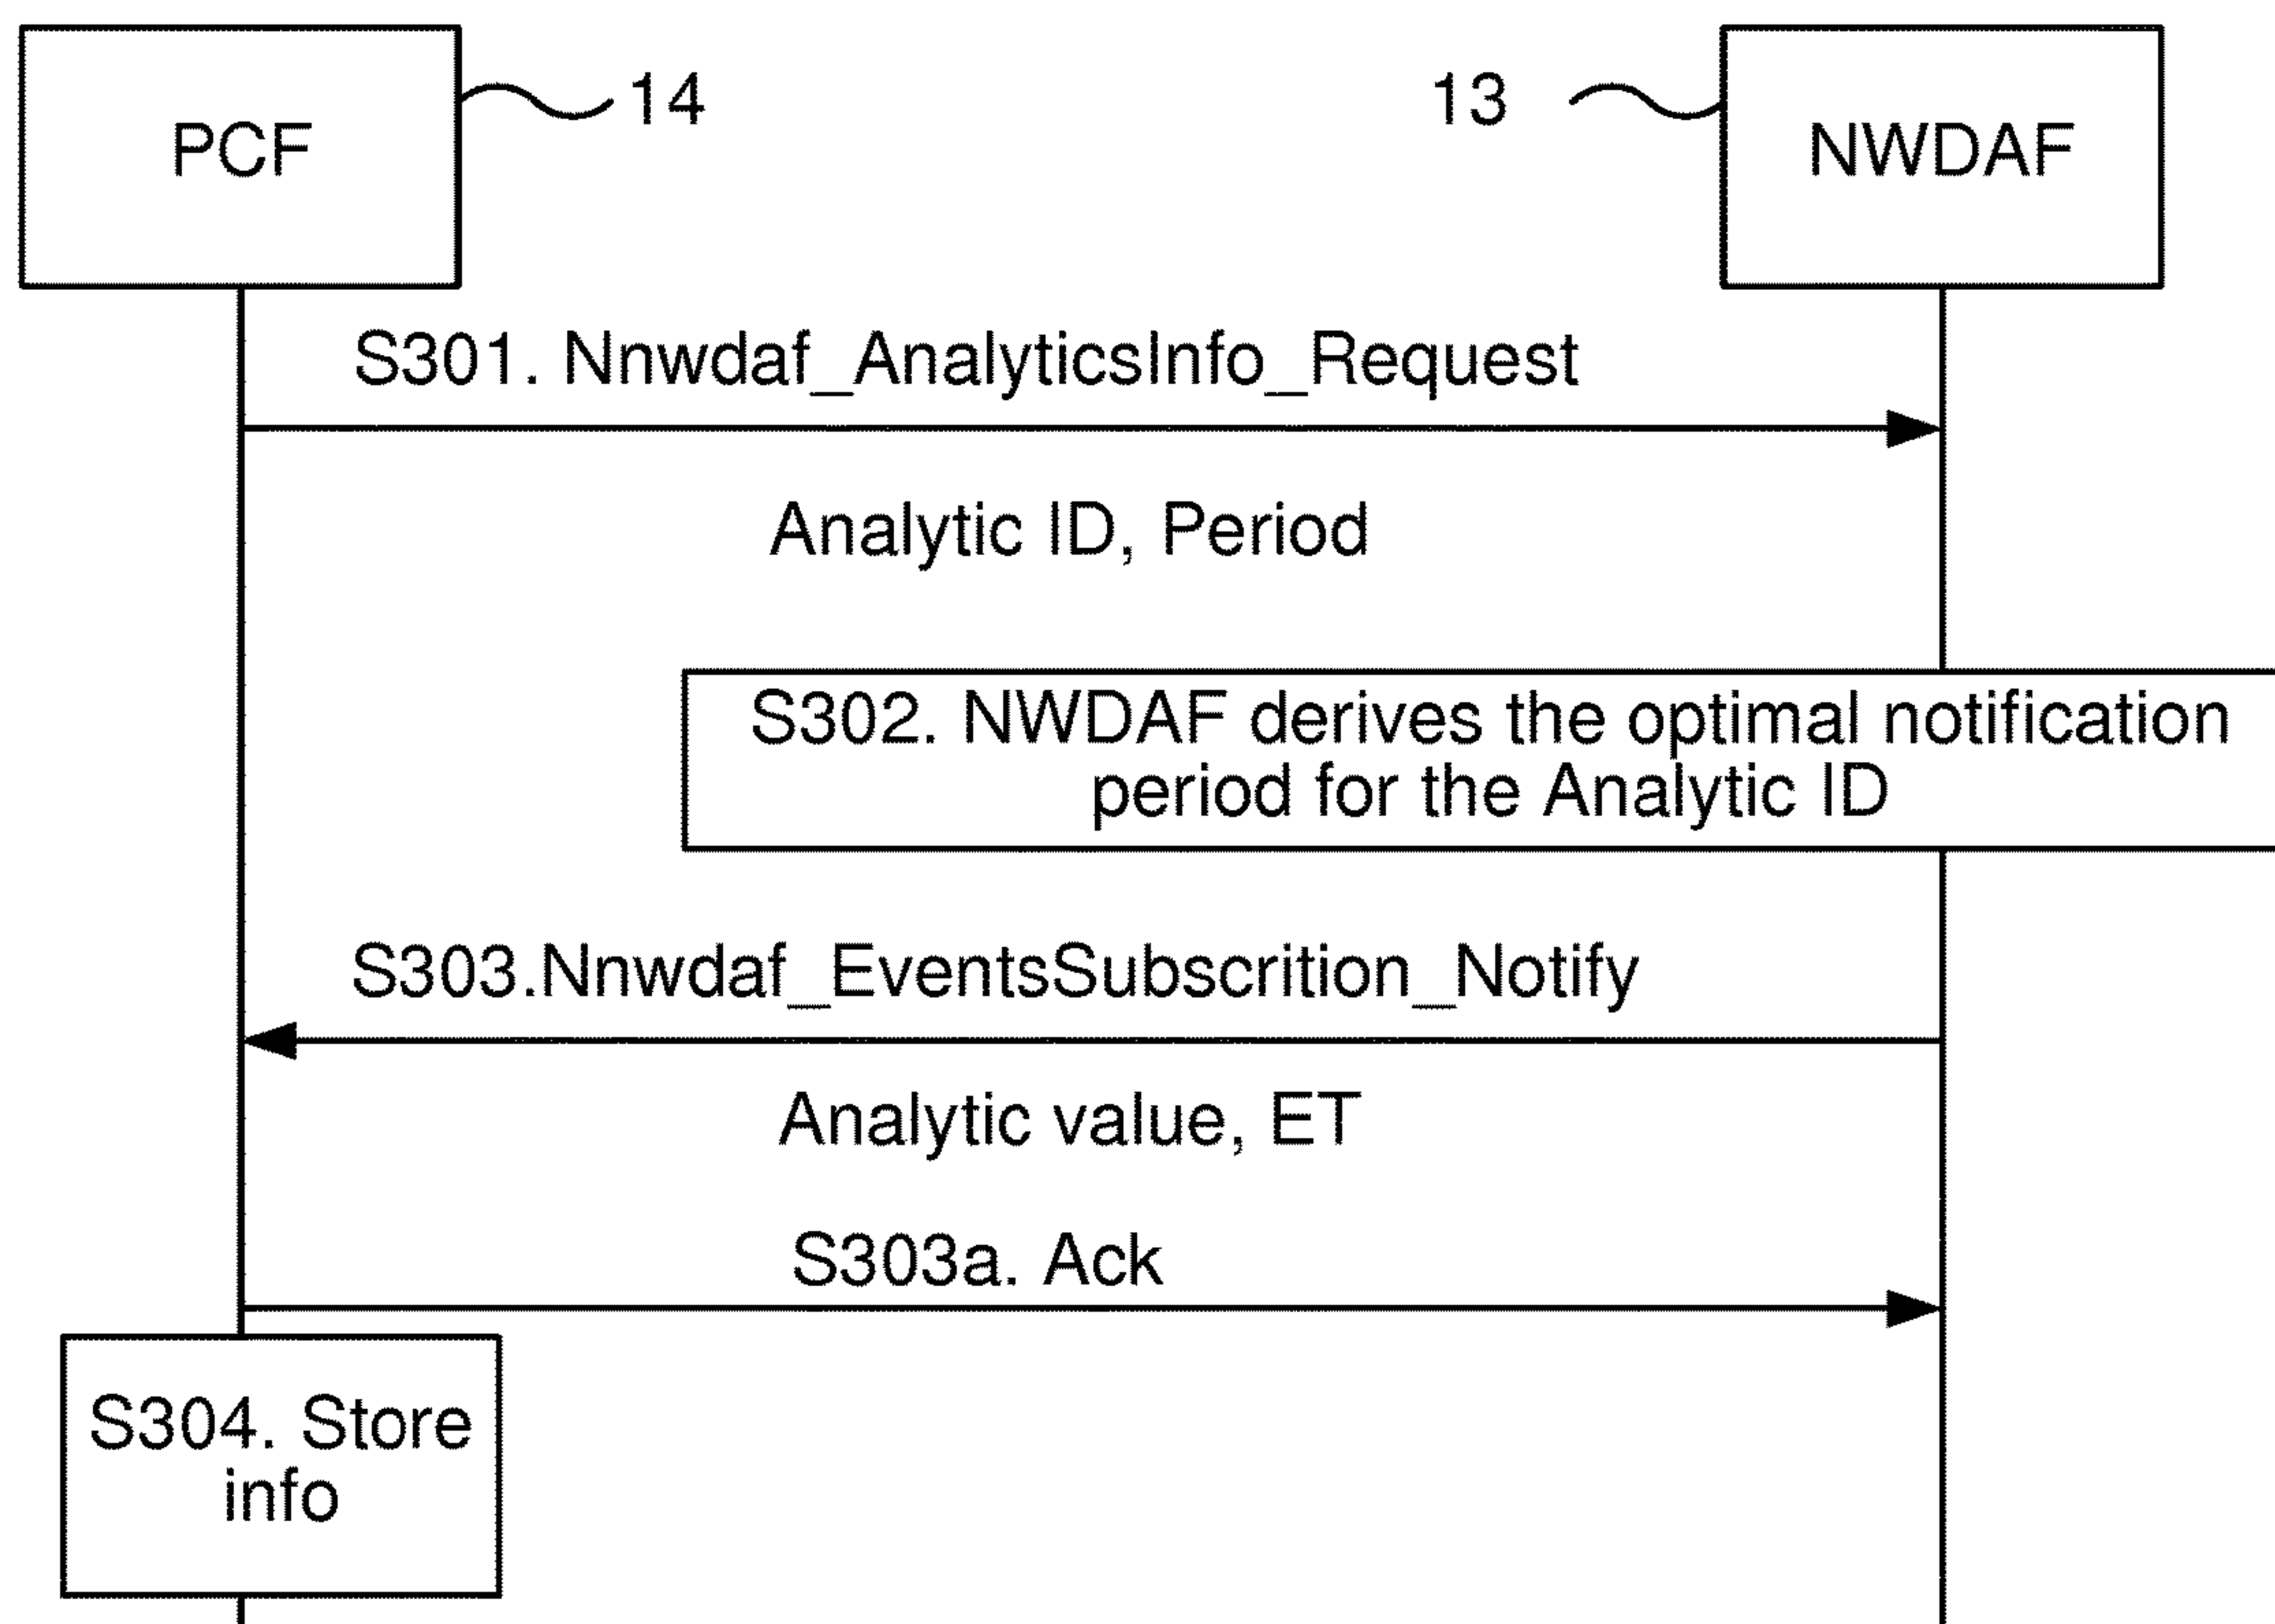 PCF
14
13
NWDAF
S301. Nnwdaf_AnalyticsInfo_Request
Analytic ID, Period
S302. NWDAF derives the optimal notification
period for the Analytic ID
S303.Nnwdaf_EventsSubscrition_Notify
Analytic value, ET
S303a. Ack
S304. Store
info